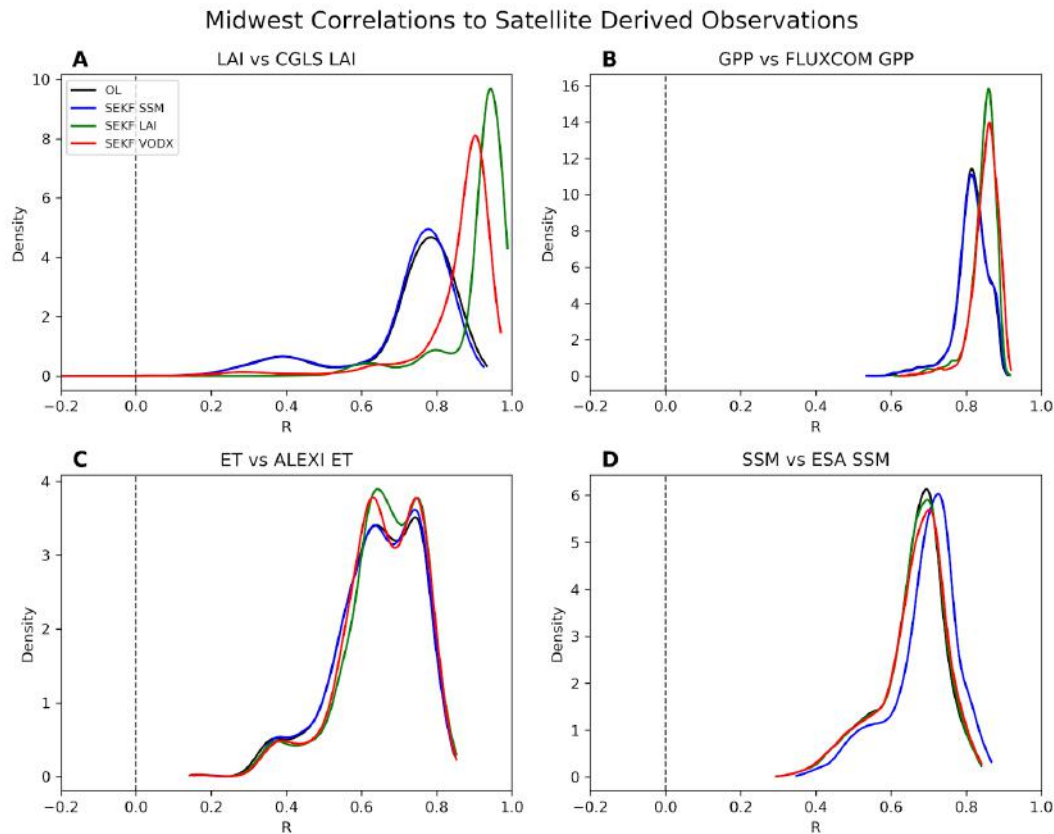 Midwest Correlations to Satellite Derived Observations
A
LAI vs CGLS LAI
10
8
6
4
2
0
Density
OL
SEKF SSM
SEKF LAI
SEKF VODX
−0.2 0.0 0.2 0.4 0.6 0.8 1.0
R
B
GPP vs FLUXCOM GPP
16
14
12
10
8
6
4
2
0
Density
−0.2 0.0 0.2 0.4 0.6 0.8 1.0
R
C
ET vs ALEXI ET
4
3
2
1
0
Density
−0.2 0.0 0.2 0.4 0.6 0.8 1.0
R
D
SSM vs ESA SSM
6
5
4
3
2
1
0
Density
−0.2 0.0 0.2 0.4 0.6 0.8 1.0
R